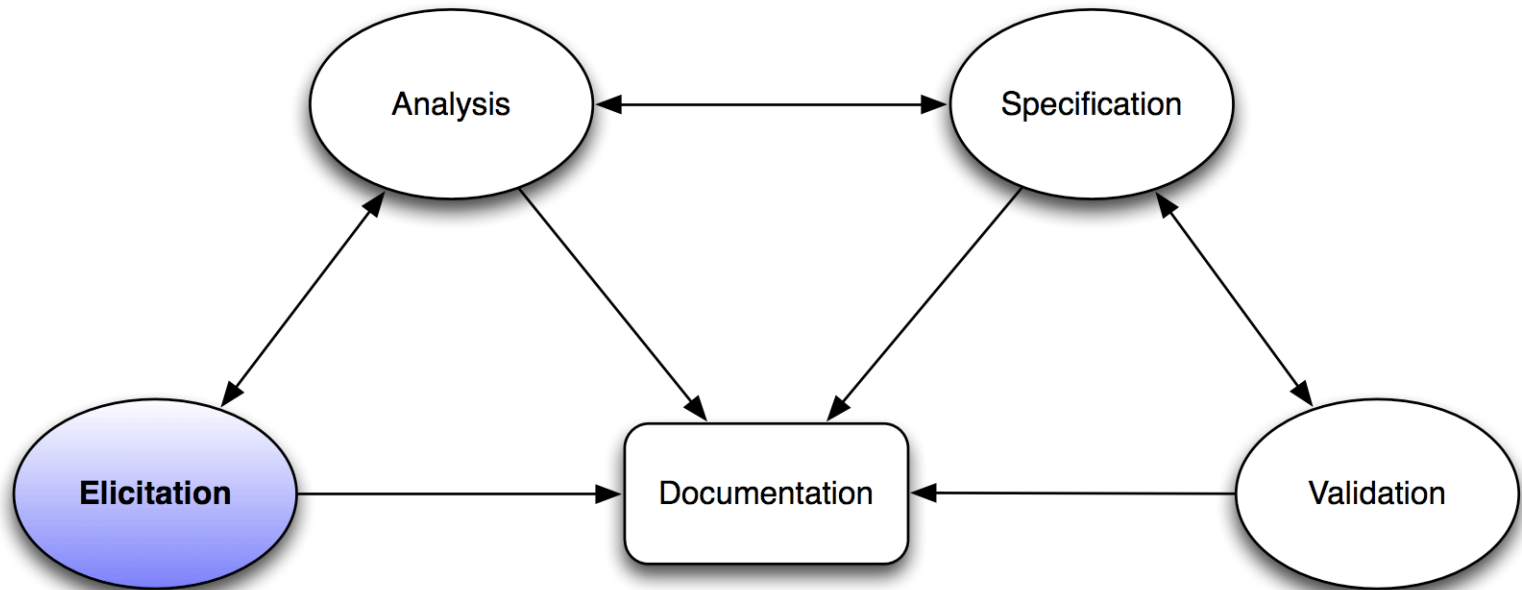 Analysis
Specification
Elicitation
Documentation
Validation